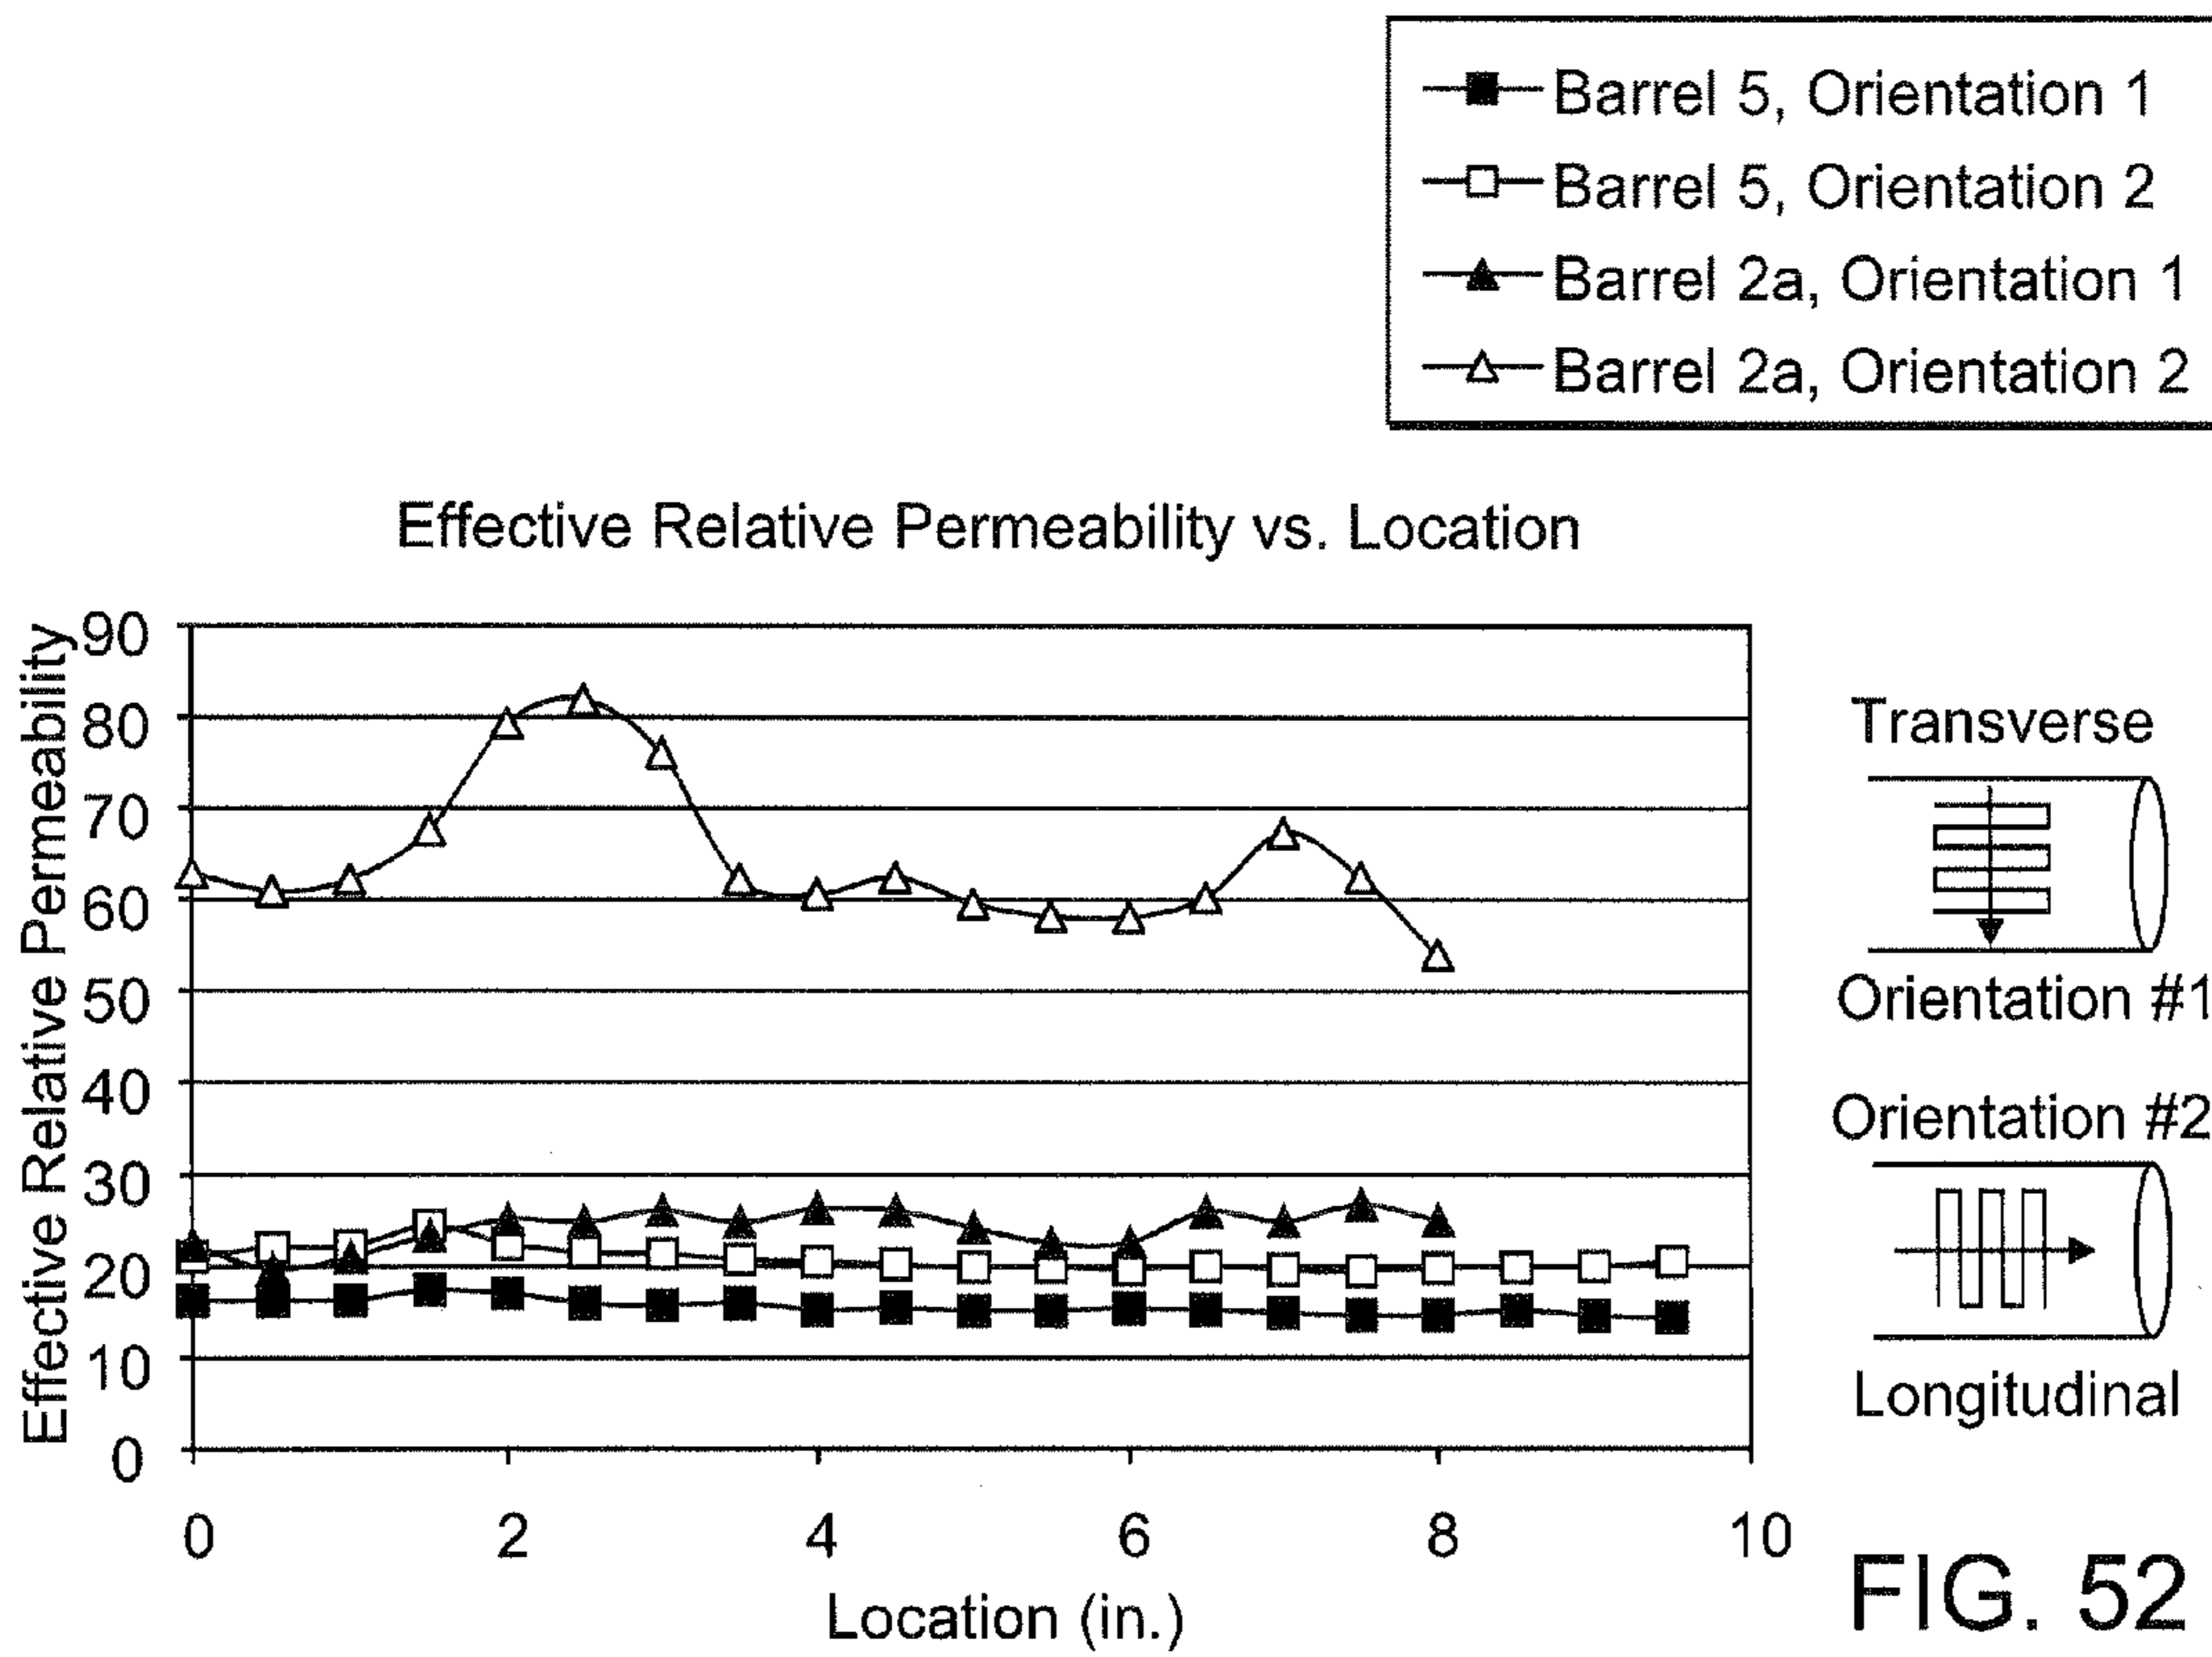 Barrel 5, Orientation 1
Barrel 5, Orientation 2
Barrel 2a, Orientation 1
Barrel 2a, Orientation 2
Effective Relative Permeability vs. Location
Effective Relative Permeability
90
80
70
60
50
40
30
20
10
0
0 2 4 6 8 10
Location (in.)
Transverse
Orientation #1
Orientation #2
Longitudinal
FIG. 52